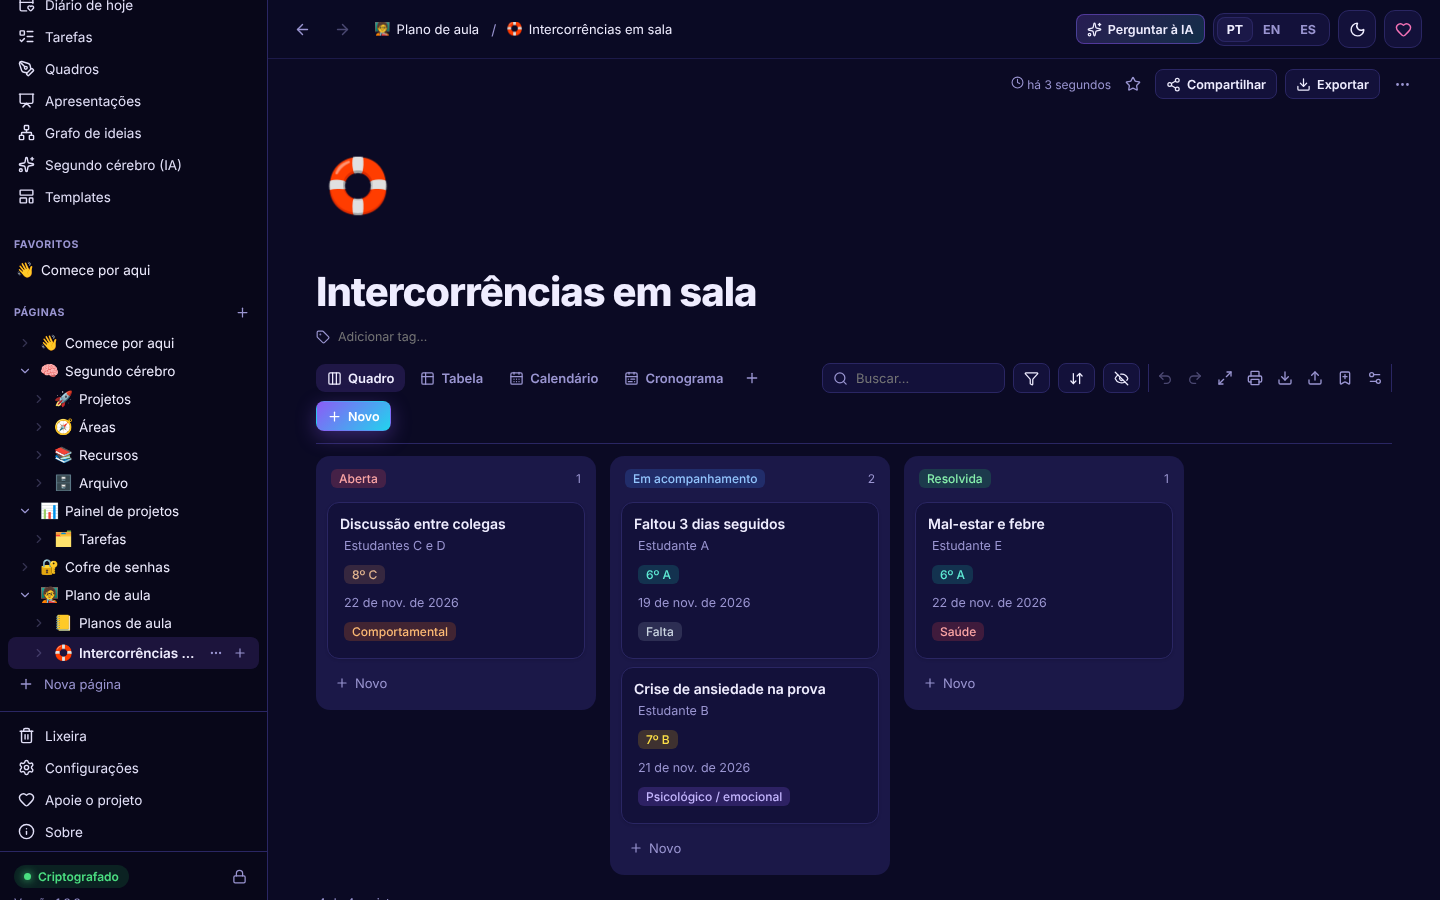 Diário de hoje
Tarefas
Quadros
Apresentações
Grafo de ideias
Segundo cérebro (IA)
Templates
FAVORITOS
Comece por aqui
PÁGINAS
Comece por aqui
Segundo cérebro
Projetos
Áreas
Recursos
Arquivo
Painel de projetos
Tarefas
Cofre de senhas
Plano de aula
Planos de aula
Intercorrências ...
Nova página
Lixeira
Configurações
Apoie o projeto
Sobre
Criptografado
Plano de aula / Intercorrências em sala
Perguntar à IA
PT EN ES
há 3 segundos
Compartilhar
Exportar
Intercorrências em sala
Adicionar tag...
Quadro Tabela Calendário Cronograma
Buscar...
Novo
Aberta 1
Discussão entre colegas
Estudantes C e D
8º C
22 de nov. de 2026
Comportamental
Novo
Em acompanhamento 2
Faltou 3 dias seguidos
Estudante A
6º A
19 de nov. de 2026
Falta
Crise de ansiedade na prova
Estudante B
7º B
21 de nov. de 2026
Psicológico / emocional
Novo
Resolvida 1
Mal-estar e febre
Estudante E
6º A
22 de nov. de 2026
Saúde
Novo